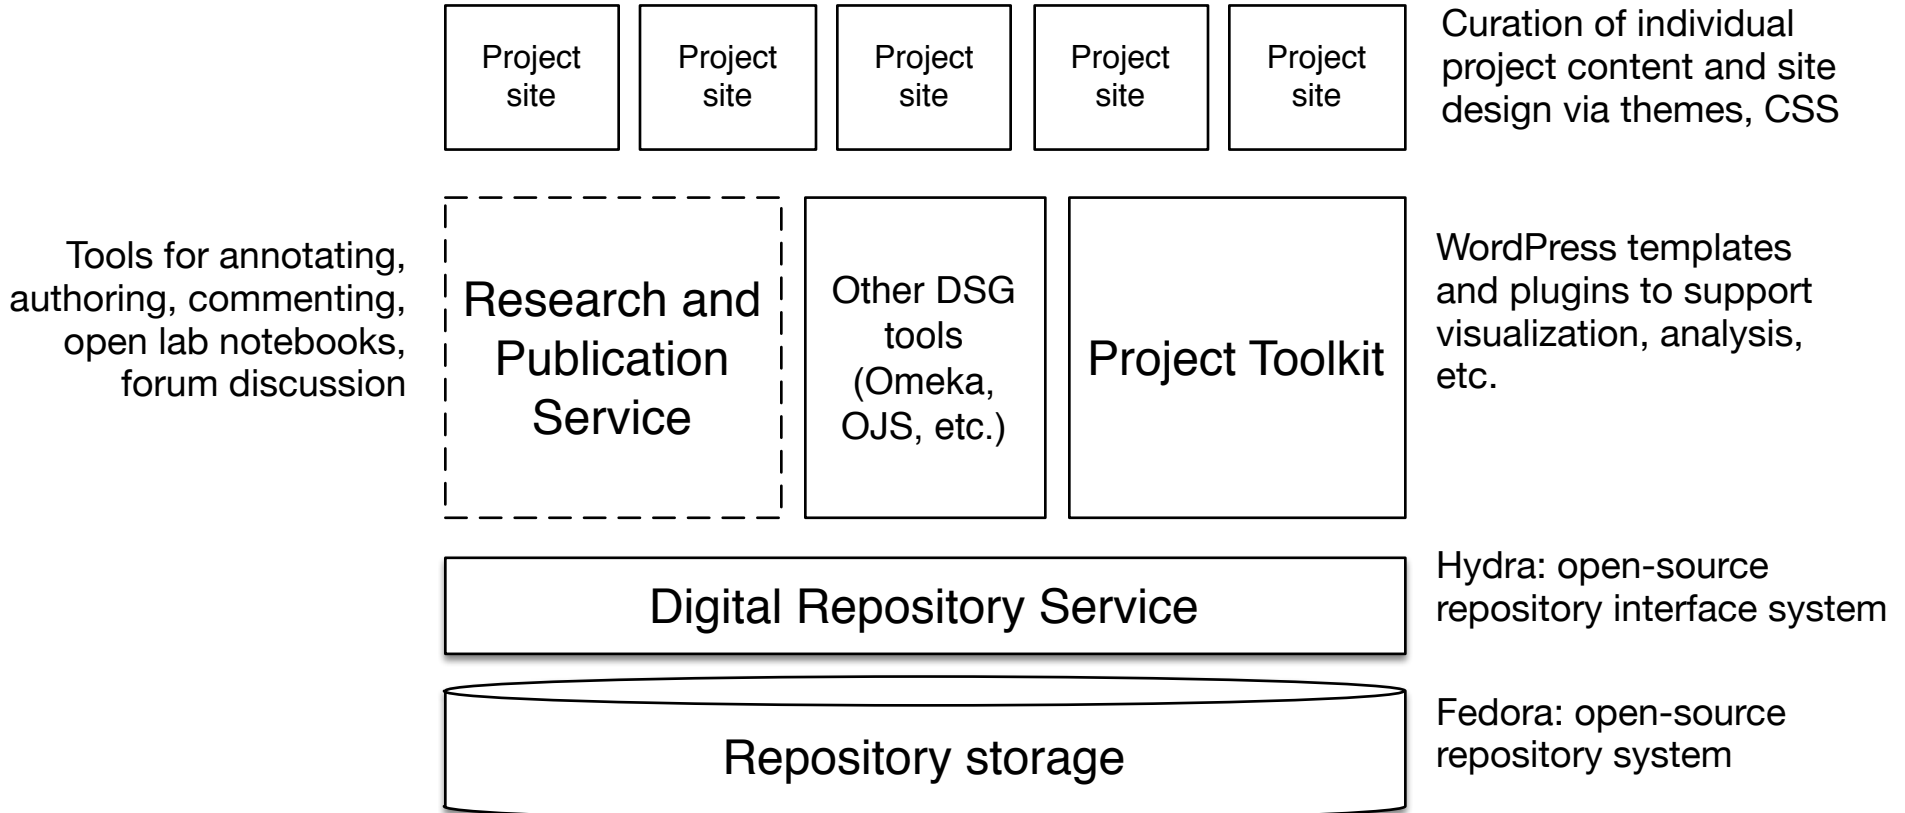 Project
site
Project
site
Project
site
Project
site
Project
site
Curation of individual
project content and site
design via themes, CSS
Tools for annotating,
authoring, commenting,
open lab notebooks,
forum discussion
Research and
Publication
Service
Other DSG
tools
(Omeka,
OJS, etc.)
Project Toolkit
WordPress templates
and plugins to support
visualization, analysis,
etc.
Digital Repository Service
Hydra: open-source
repository interface system
Repository storage
Fedora: open-source
repository system